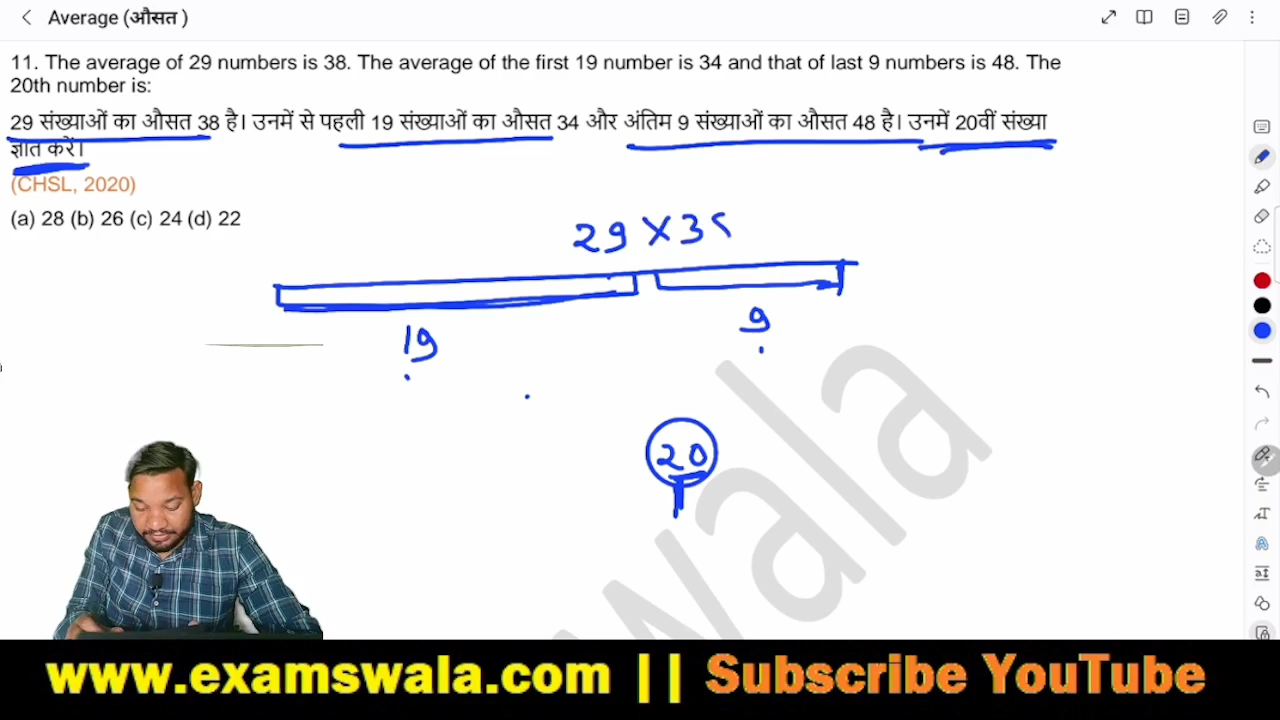 Average (औसत )
11. The average of 29 numbers is 38. The average of the first 19 number is 34 and that of last 9 numbers is 48. The
20th number is:
29 संख्याओं का औसत 38 है। उनमें से पहली 19 संख्याओं का औसत 34 और अंतिम 9 संख्याओं का औसत 48 है। उनमें 20वीं संख्या
ज्ञात करें।
(CHSL, 2020)
(a) 28 (b) 26 (c) 24 (d) 22
29 X 3
19 9
20
wala
www.examswala.com || Subscribe YouTube